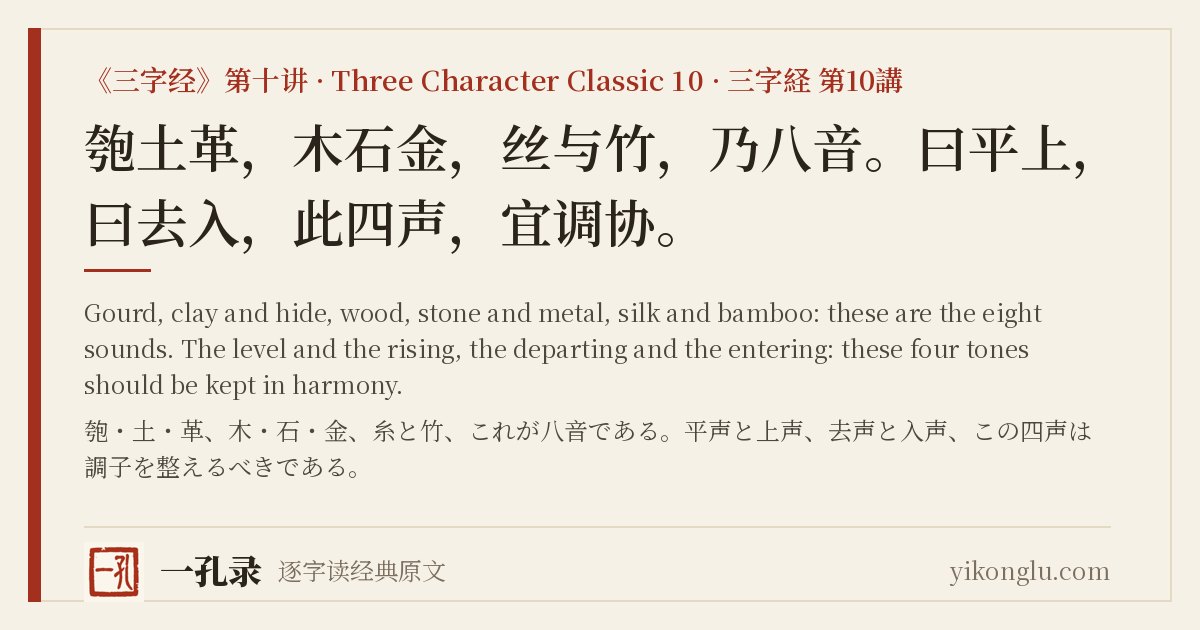 《三字经》第十讲 · Three Character Classic 10 · 三字経 第10講
匏土革，木石金，丝与竹，乃八音。曰平上，
曰去入，此四声，宜调协。
Gourd, clay and hide, wood, stone and metal, silk and bamboo: these are the eight
sounds. The level and the rising, the departing and the entering: these four tones
should be kept in harmony.
匏・土・革、木・石・金、糸と竹、これが八音である。平声と上声、去声と入声、この四声は
調子を整えるべきである。
一孔
一孔录 逐字读经典原文
yikonglu.com